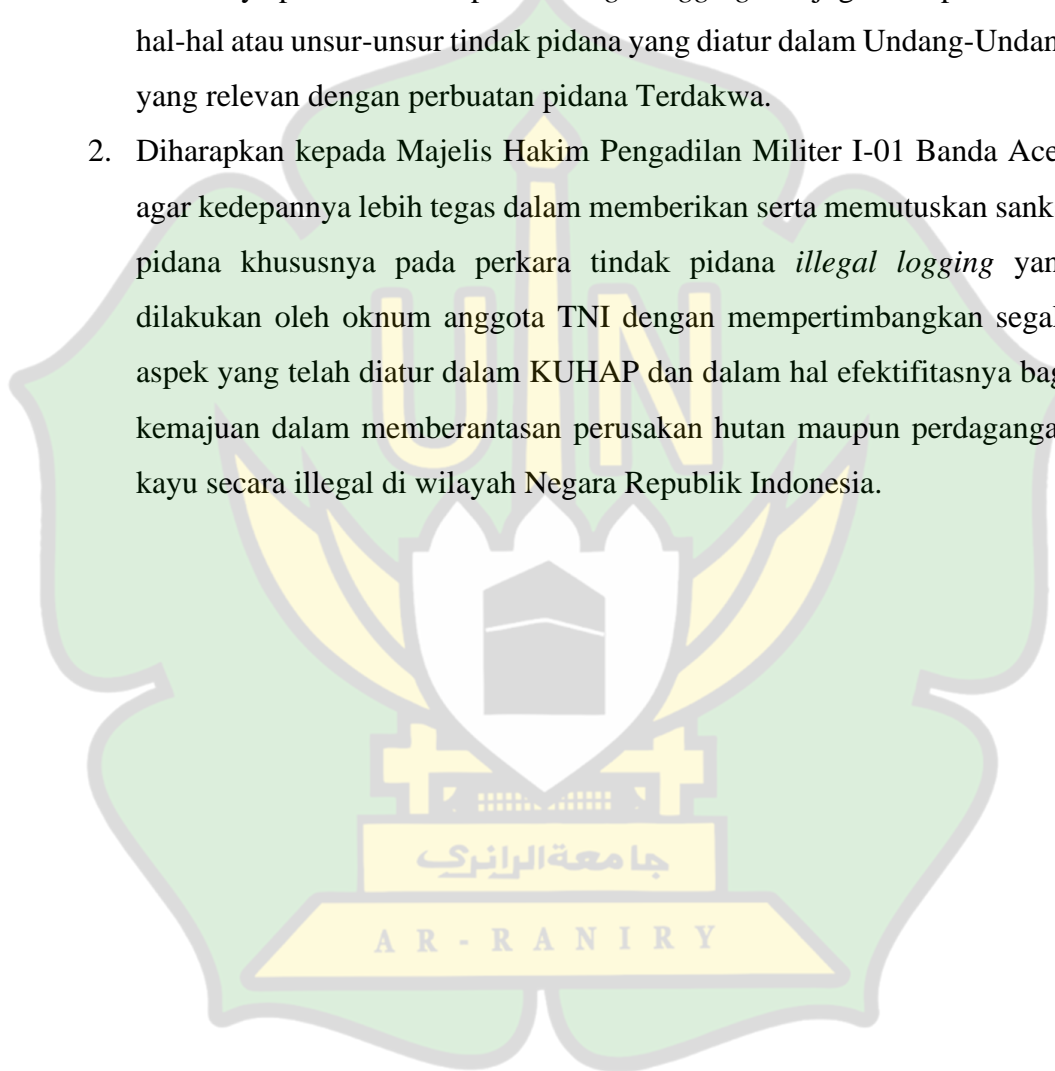 hal-hal atau unsur-unsur tindak pidana yang diatur dalam Undang-Undan
yang relevan dengan perbuatan pidana Terdakwa.
2. Diharapkan kepada Majelis Hakim Pengadilan Militer I-01 Banda Ace
agar kedepannya lebih tegas dalam memberikan serta memutuskan sank
pidana khususnya pada perkara tindak pidana illegal logging yan
dilakukan oleh oknum anggota TNI dengan mempertimbangkan segal
aspek yang telah diatur dalam KUHAP dan dalam hal efektifitasnya bag
kemajuan dalam memberantasan perusakan hutan maupun perdaganga
kayu secara illegal di wilayah Negara Republik Indonesia.
UIN
جامعة الرانري
AR-RANIRY